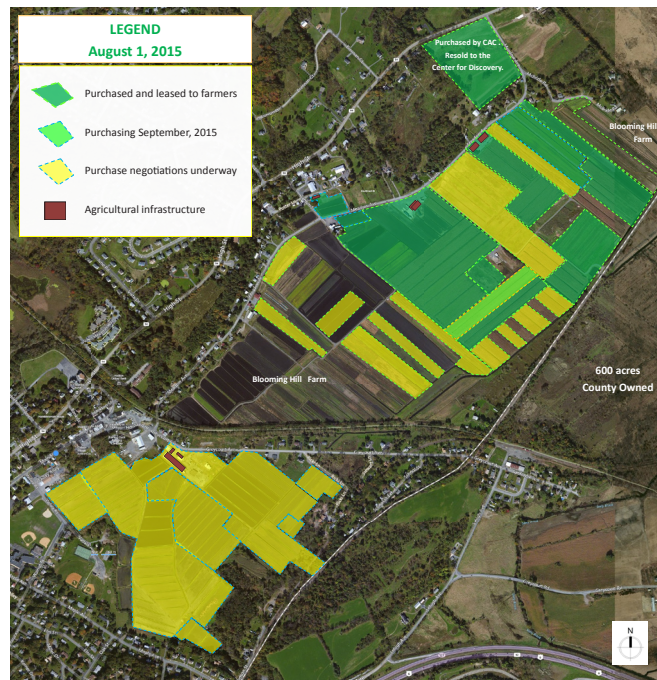 LEGEND
August 1, 2015
Purchased and leased to farmers
Purchasing September, 2015
Purchase negotiations underway
Agricultural infrastructure
Purchased by CAC .
Resold to the
Center for Discovery.
Blooming Hill
Farm
Blooming Hill Farm
600 acres
County Owned
N